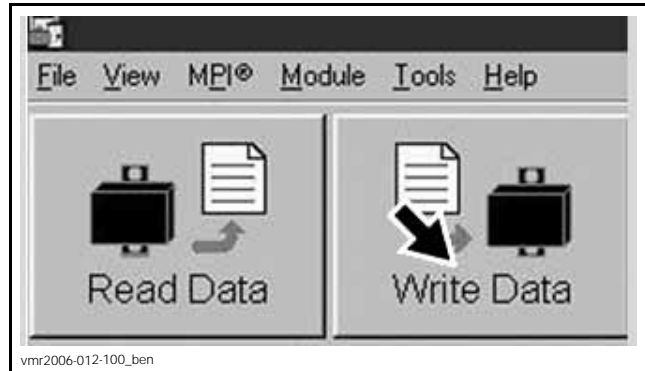 File View MPI® Module Tools Help
Read Data Write Data
vmr2006-012-100_ben